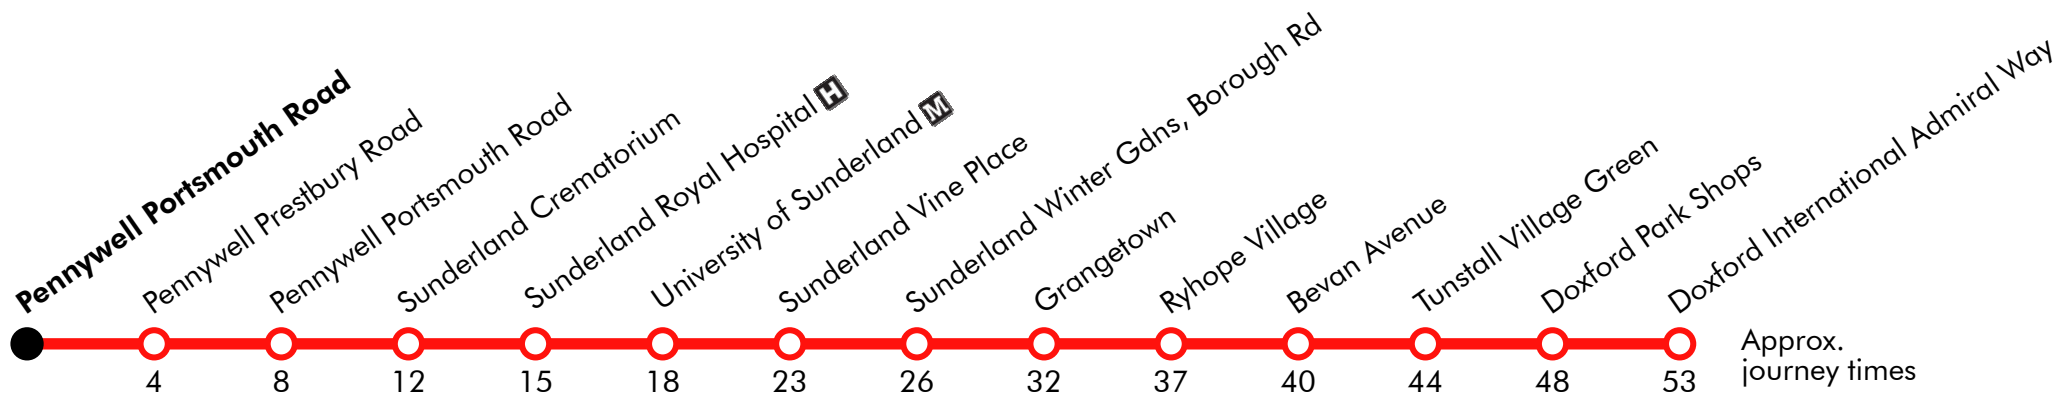 Pennywell Portsmouth Road
Pennywell Prestbury Road
Pennywell Portsmouth Road
Sunderland Crematorium
Sunderland Royal Hospital H
University of Sunderland M
Sunderland Vine Place
Sunderland Winter Gdns, Borough Rd
Grangetown
Ryhope Village
Bevan Avenue
Tunstall Village Green
Doxford Park Shops
Doxford International Admiral Way
4 8 12 15 18 23 26 32 37 40 44 48 53
Approx.
journey times